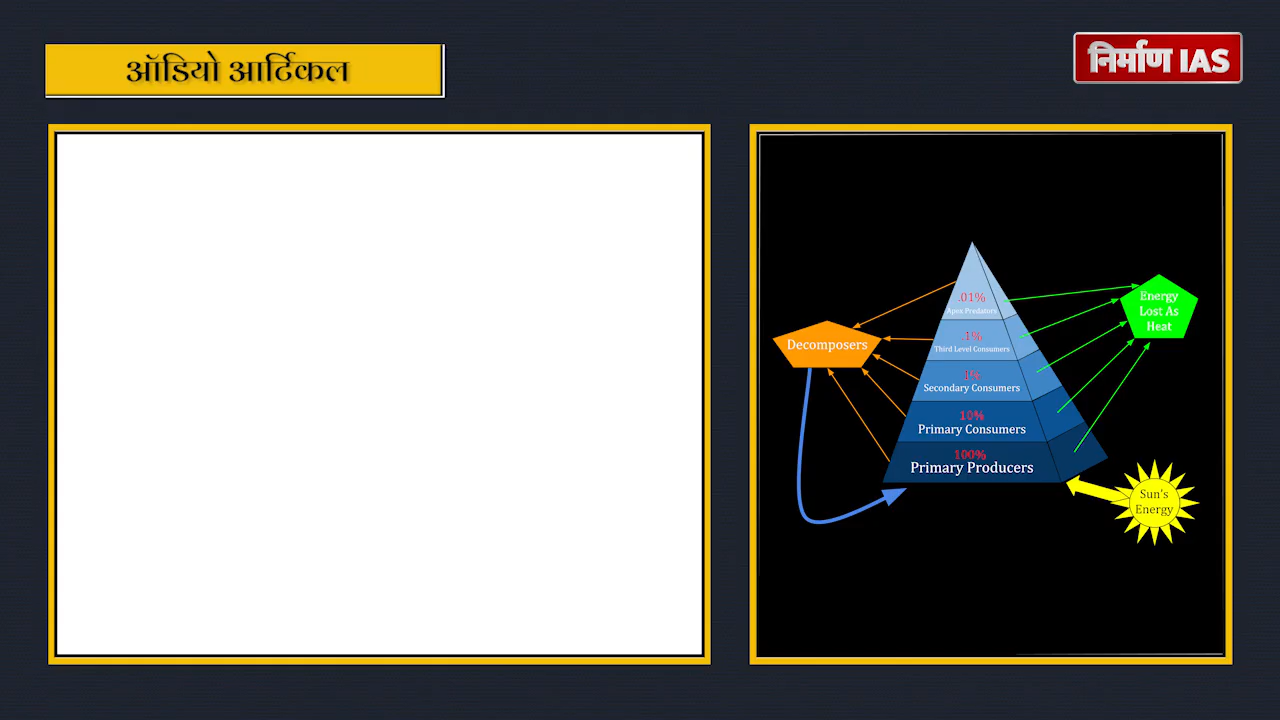 ऑडियो आर्टिकल
निर्माण IAS
.01%
Apex Predators
.1%
Third Level Consumers
1%
Secondary Consumers
10%
Primary Consumers
100%
Primary Producers
Decomposers
Energy
Lost As
Heat
Sun's
Energy